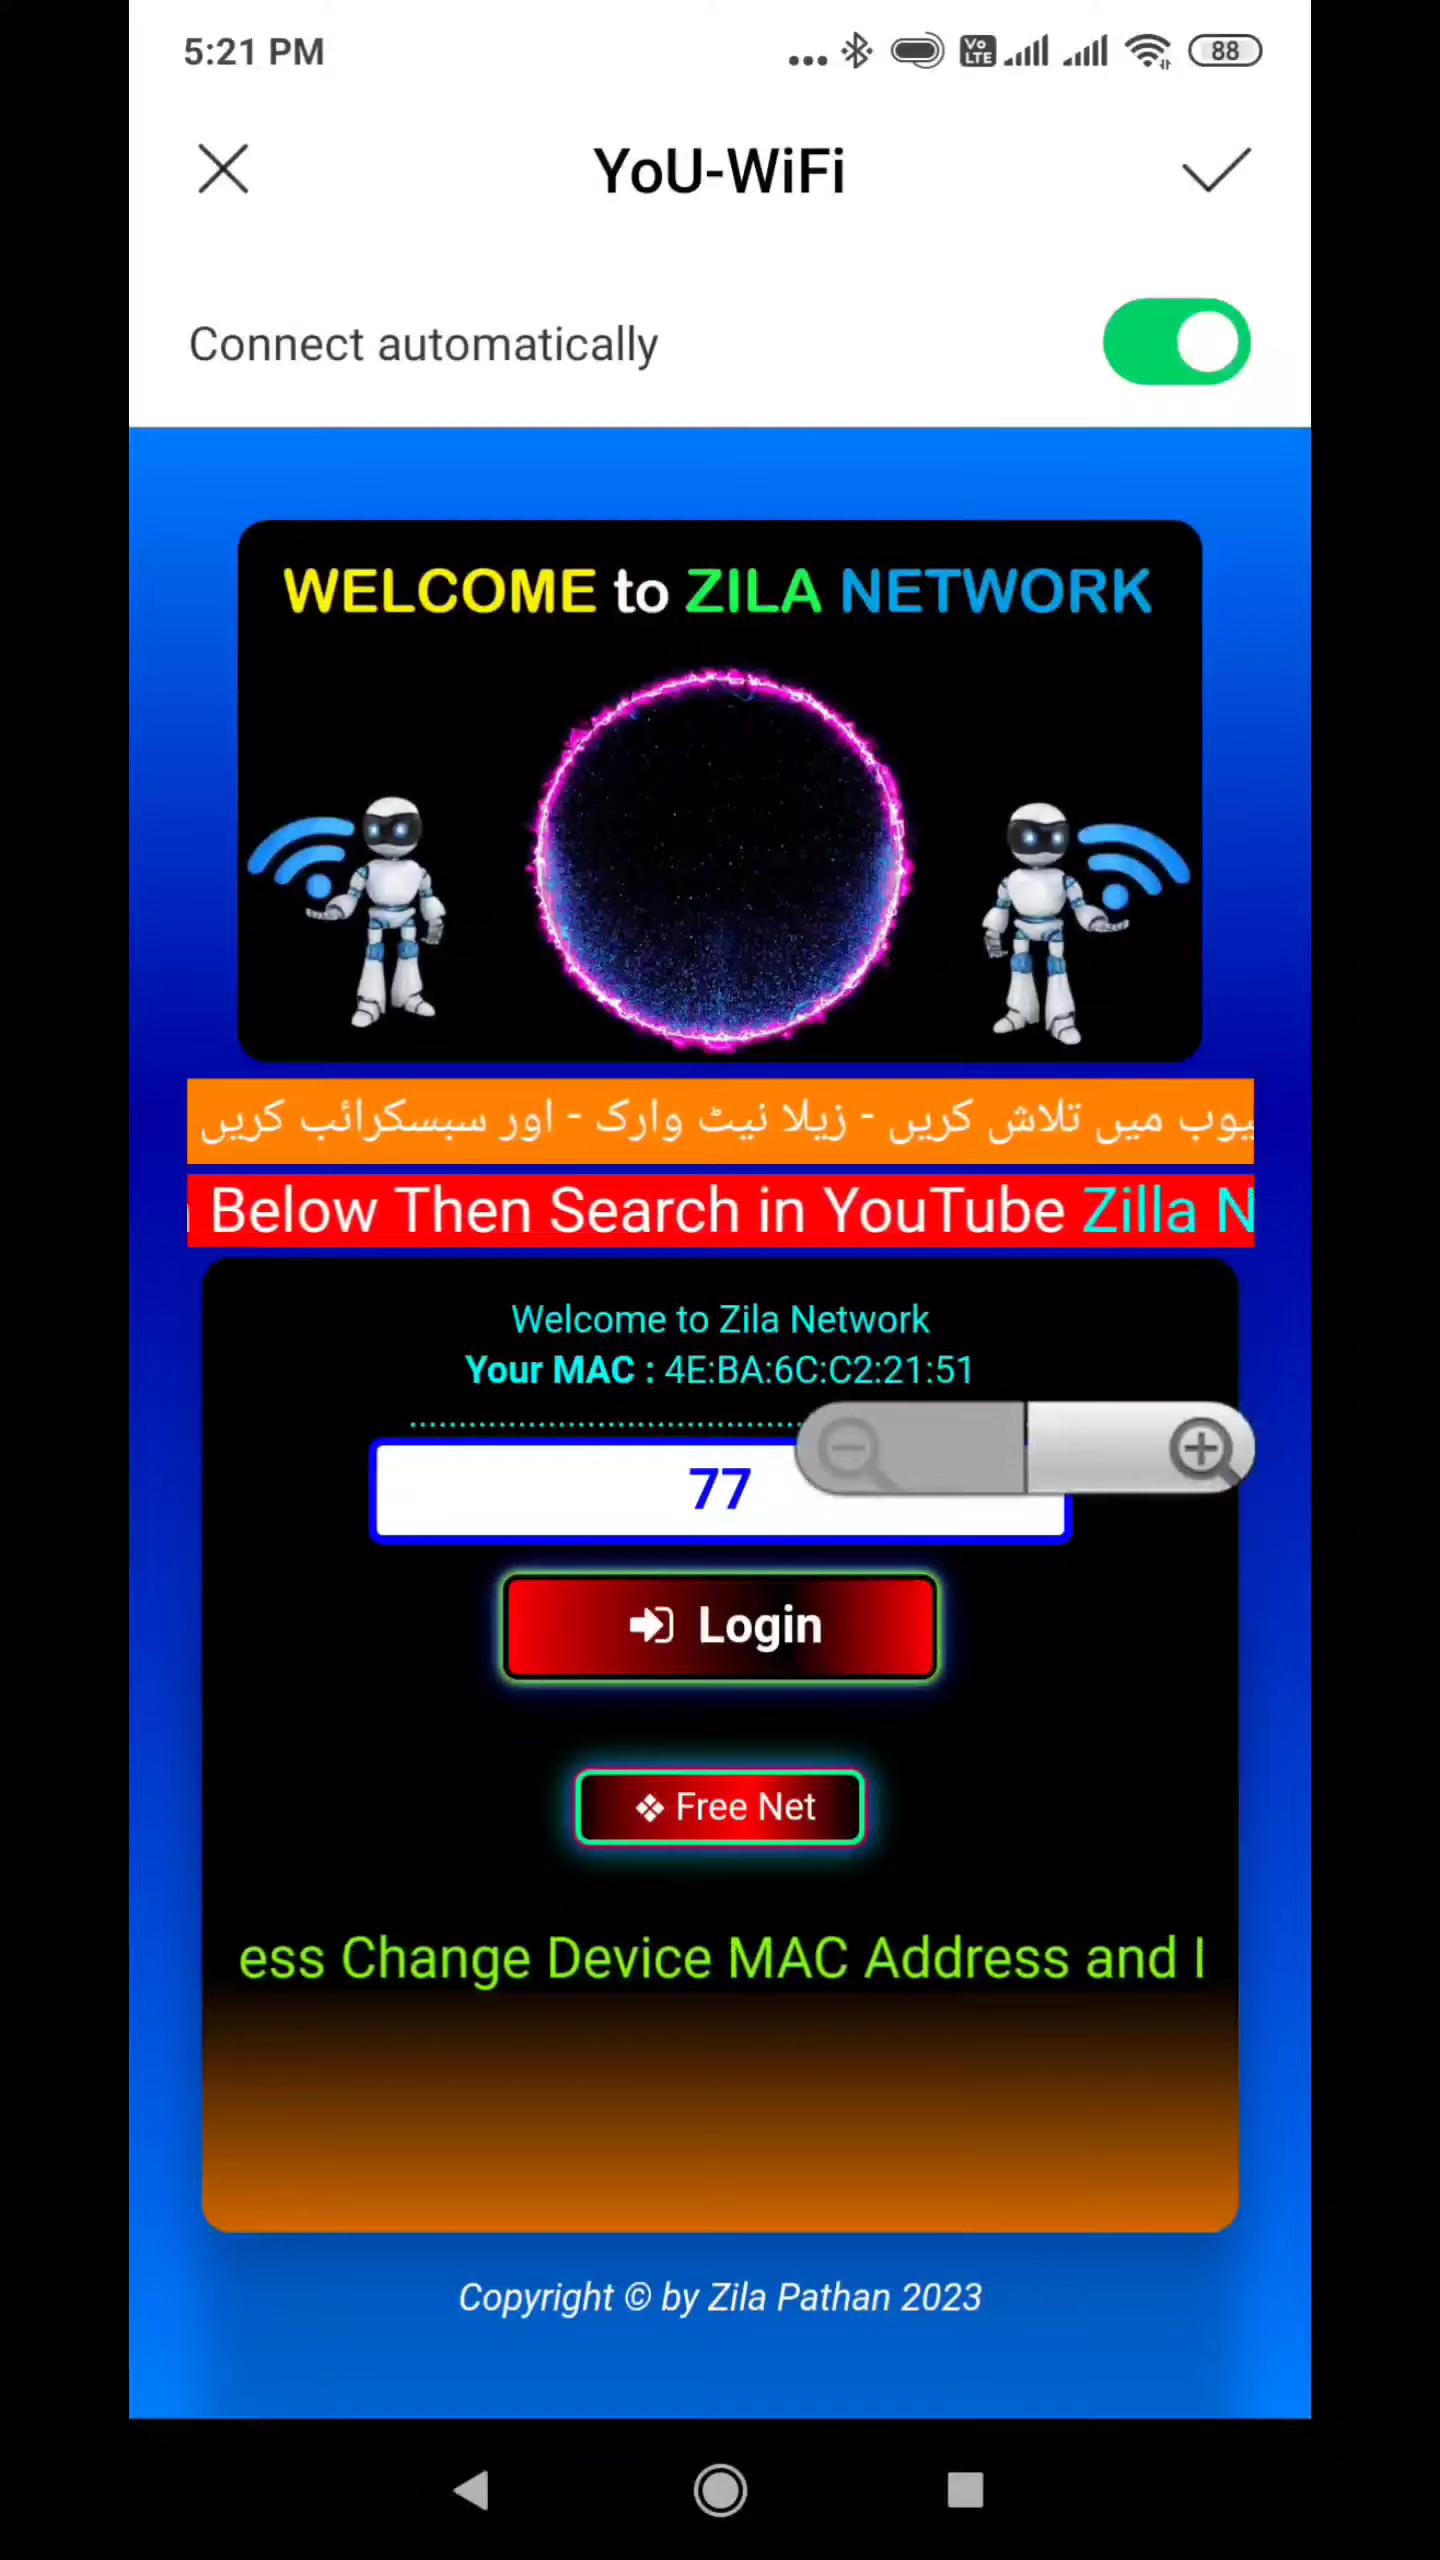 5:21 PM
Vo LTE
88
YoU-WiFi
Connect automatically
WELCOME to ZILA NETWORK
میں تلاش کریں - زیلا نیٹ وارک - اور سبسکرائب کریں
Below Then Search in YouTube Zilla N
Welcome to Zila Network
Your MAC : 4E:BA:6C:C2:21:51
77
Login
❖ Free Net
ess Change Device MAC Address and I
Copyright © by Zila Pathan 2023